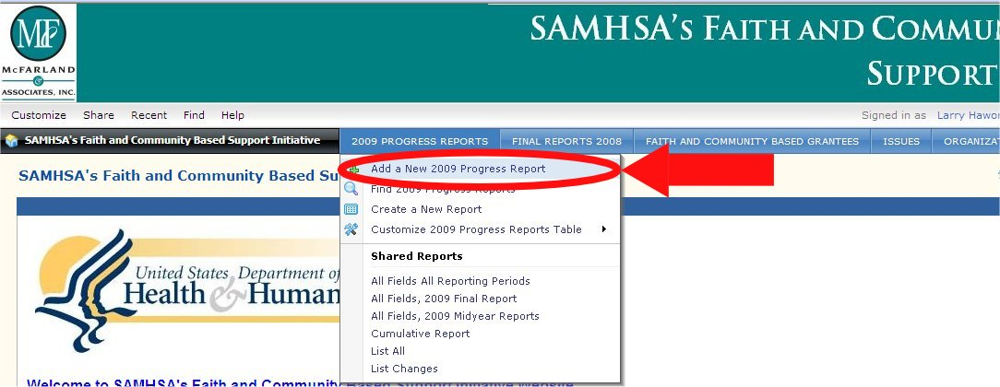 MF
McFARLAND
&
ASSOCIATES, INC.
SAMHSA'S FAITH AND COMMU
SUPPORT
Customize Share Recent Find Help
Signed in as Larry Hawor
SAMHSA's Faith and Community Based Support Initiative
2009 PROGRESS REPORTS FINAL REPORTS 2008 FAITH AND COMMUNITY BASED GRANTEES ISSUES ORGANIZAT
SAMHSA's Faith and Community Based Su
Add a New 2009 Progress Report
Find 2009 Progress Reports
Create a New Report
Customize 2009 Progress Reports Table
Shared Reports
All Fields All Reporting Periods
All Fields, 2009 Final Report
All Fields, 2009 Midyear Reports
Cumulative Report
List All
List Changes
United States Department of
Health & Human
Welcome to SAMHSA's Faith and Community Based Support Initiative Website